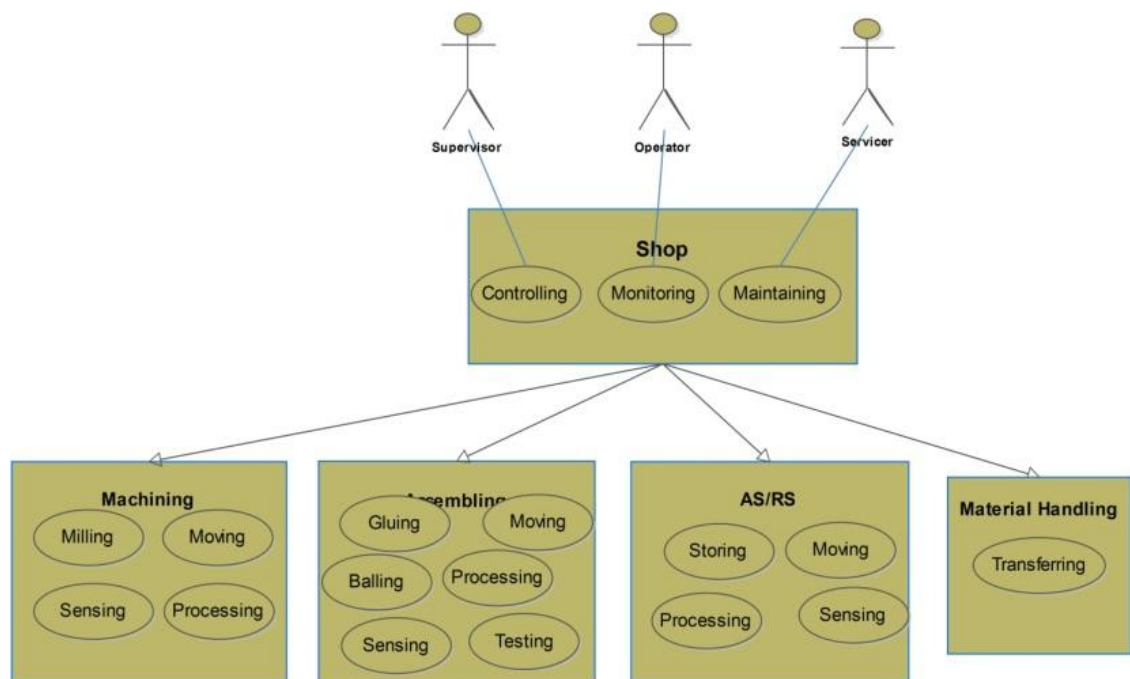 Supervisor
Operator
Servicer
Shop
Controlling
Monitoring
Maintaining
Machining
Milling
Moving
Sensing
Processing
Assembling
Gluing
Moving
Balling
Processing
Sensing
Testing
AS/RS
Storing
Moving
Processing
Sensing
Material Handling
Transferring